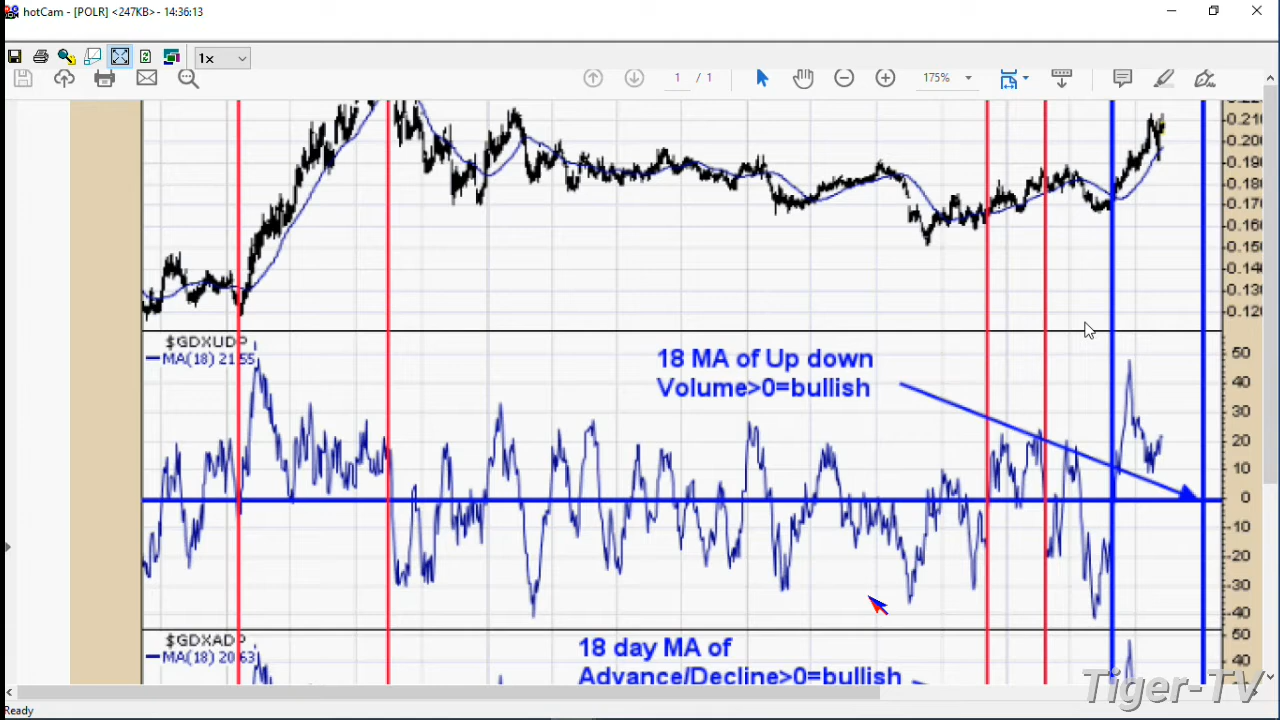 hotCam - [POLR] <247KB> - 14:36:13
1x
1 / 1
175%
0.210
0.200
0.190
0.180
0.170
0.160
0.150
0.140
0.130
0.120
$GDXUDP
MA(18) 21.55
18 MA of Up down
Volume>0=bullish
50
40
30
20
10
0
-10
-20
-30
-40
$GDXADP
MA(18) 20.63
18 day MA of
Advance/Decline>0=bullish
50
40
Tiger-TV
Ready